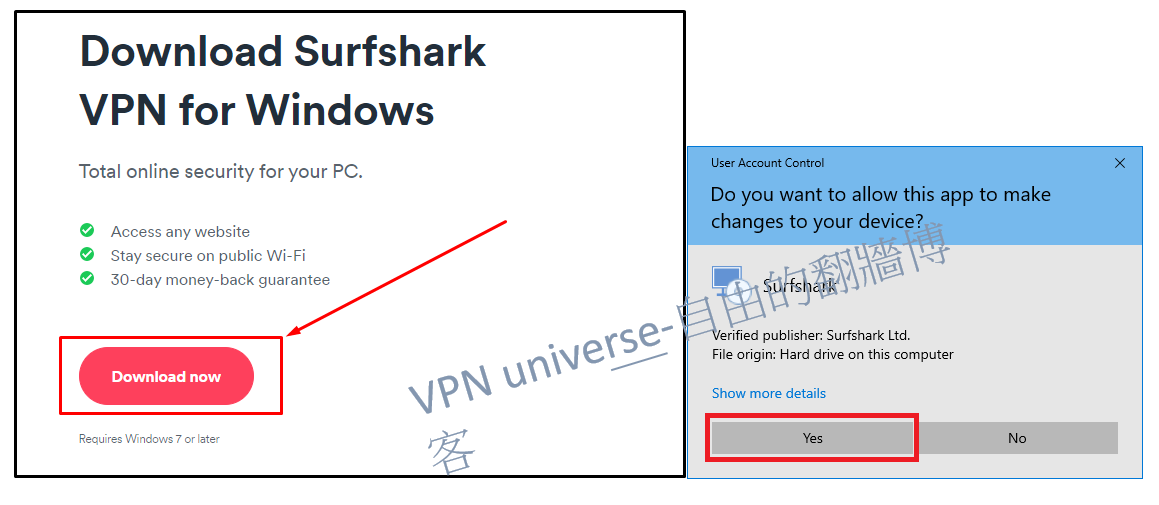 Download Surfshark
VPN for Windows
Total online security for your PC.
Access any website
Stay secure on public Wi-Fi
30-day money-back guarantee
Download now
Requires Windows 7 or later
User Account Control
Do you want to allow this app to make
changes to your device?
Surfshark
Verified publisher: Surfshark Ltd.
File origin: Hard drive on this computer
Show more details
Yes
No
VPN universe-自由的翻牆博
客